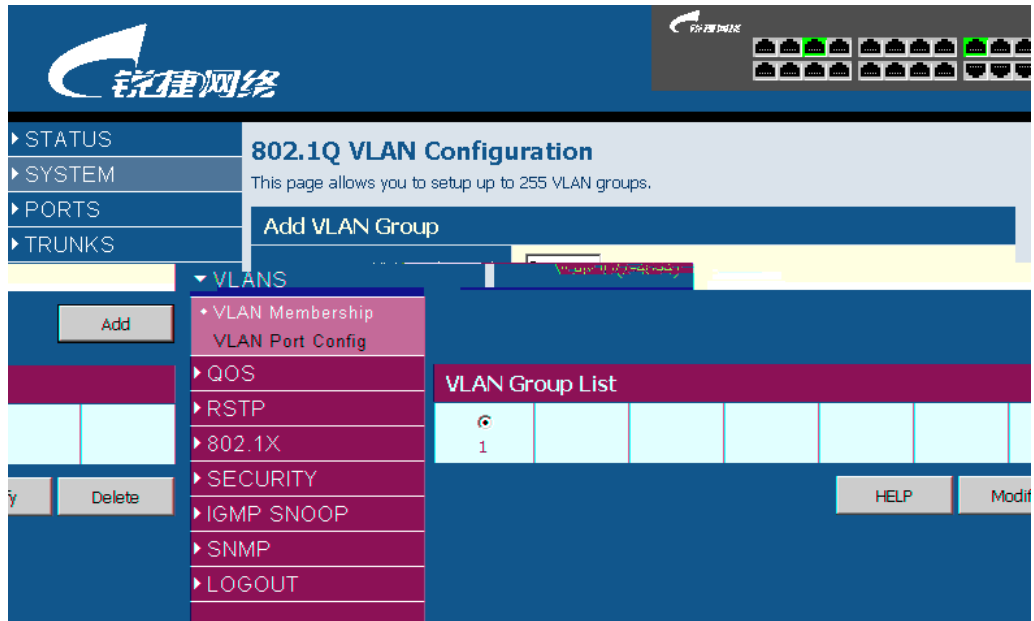 锐捷网络
锐捷网络
STATUS
SYSTEM
PORTS
TRUNKS
VLANS
VLAN Membership
VLAN Port Config
QOS
RSTP
802.1X
SECURITY
IGMP SNOOP
SNMP
LOGOUT
802.1Q VLAN Configuration
This page allows you to setup up to 255 VLAN groups.
Add VLAN Group
Add
VLAN Group List
1
HELP
Modif
fy
Delete